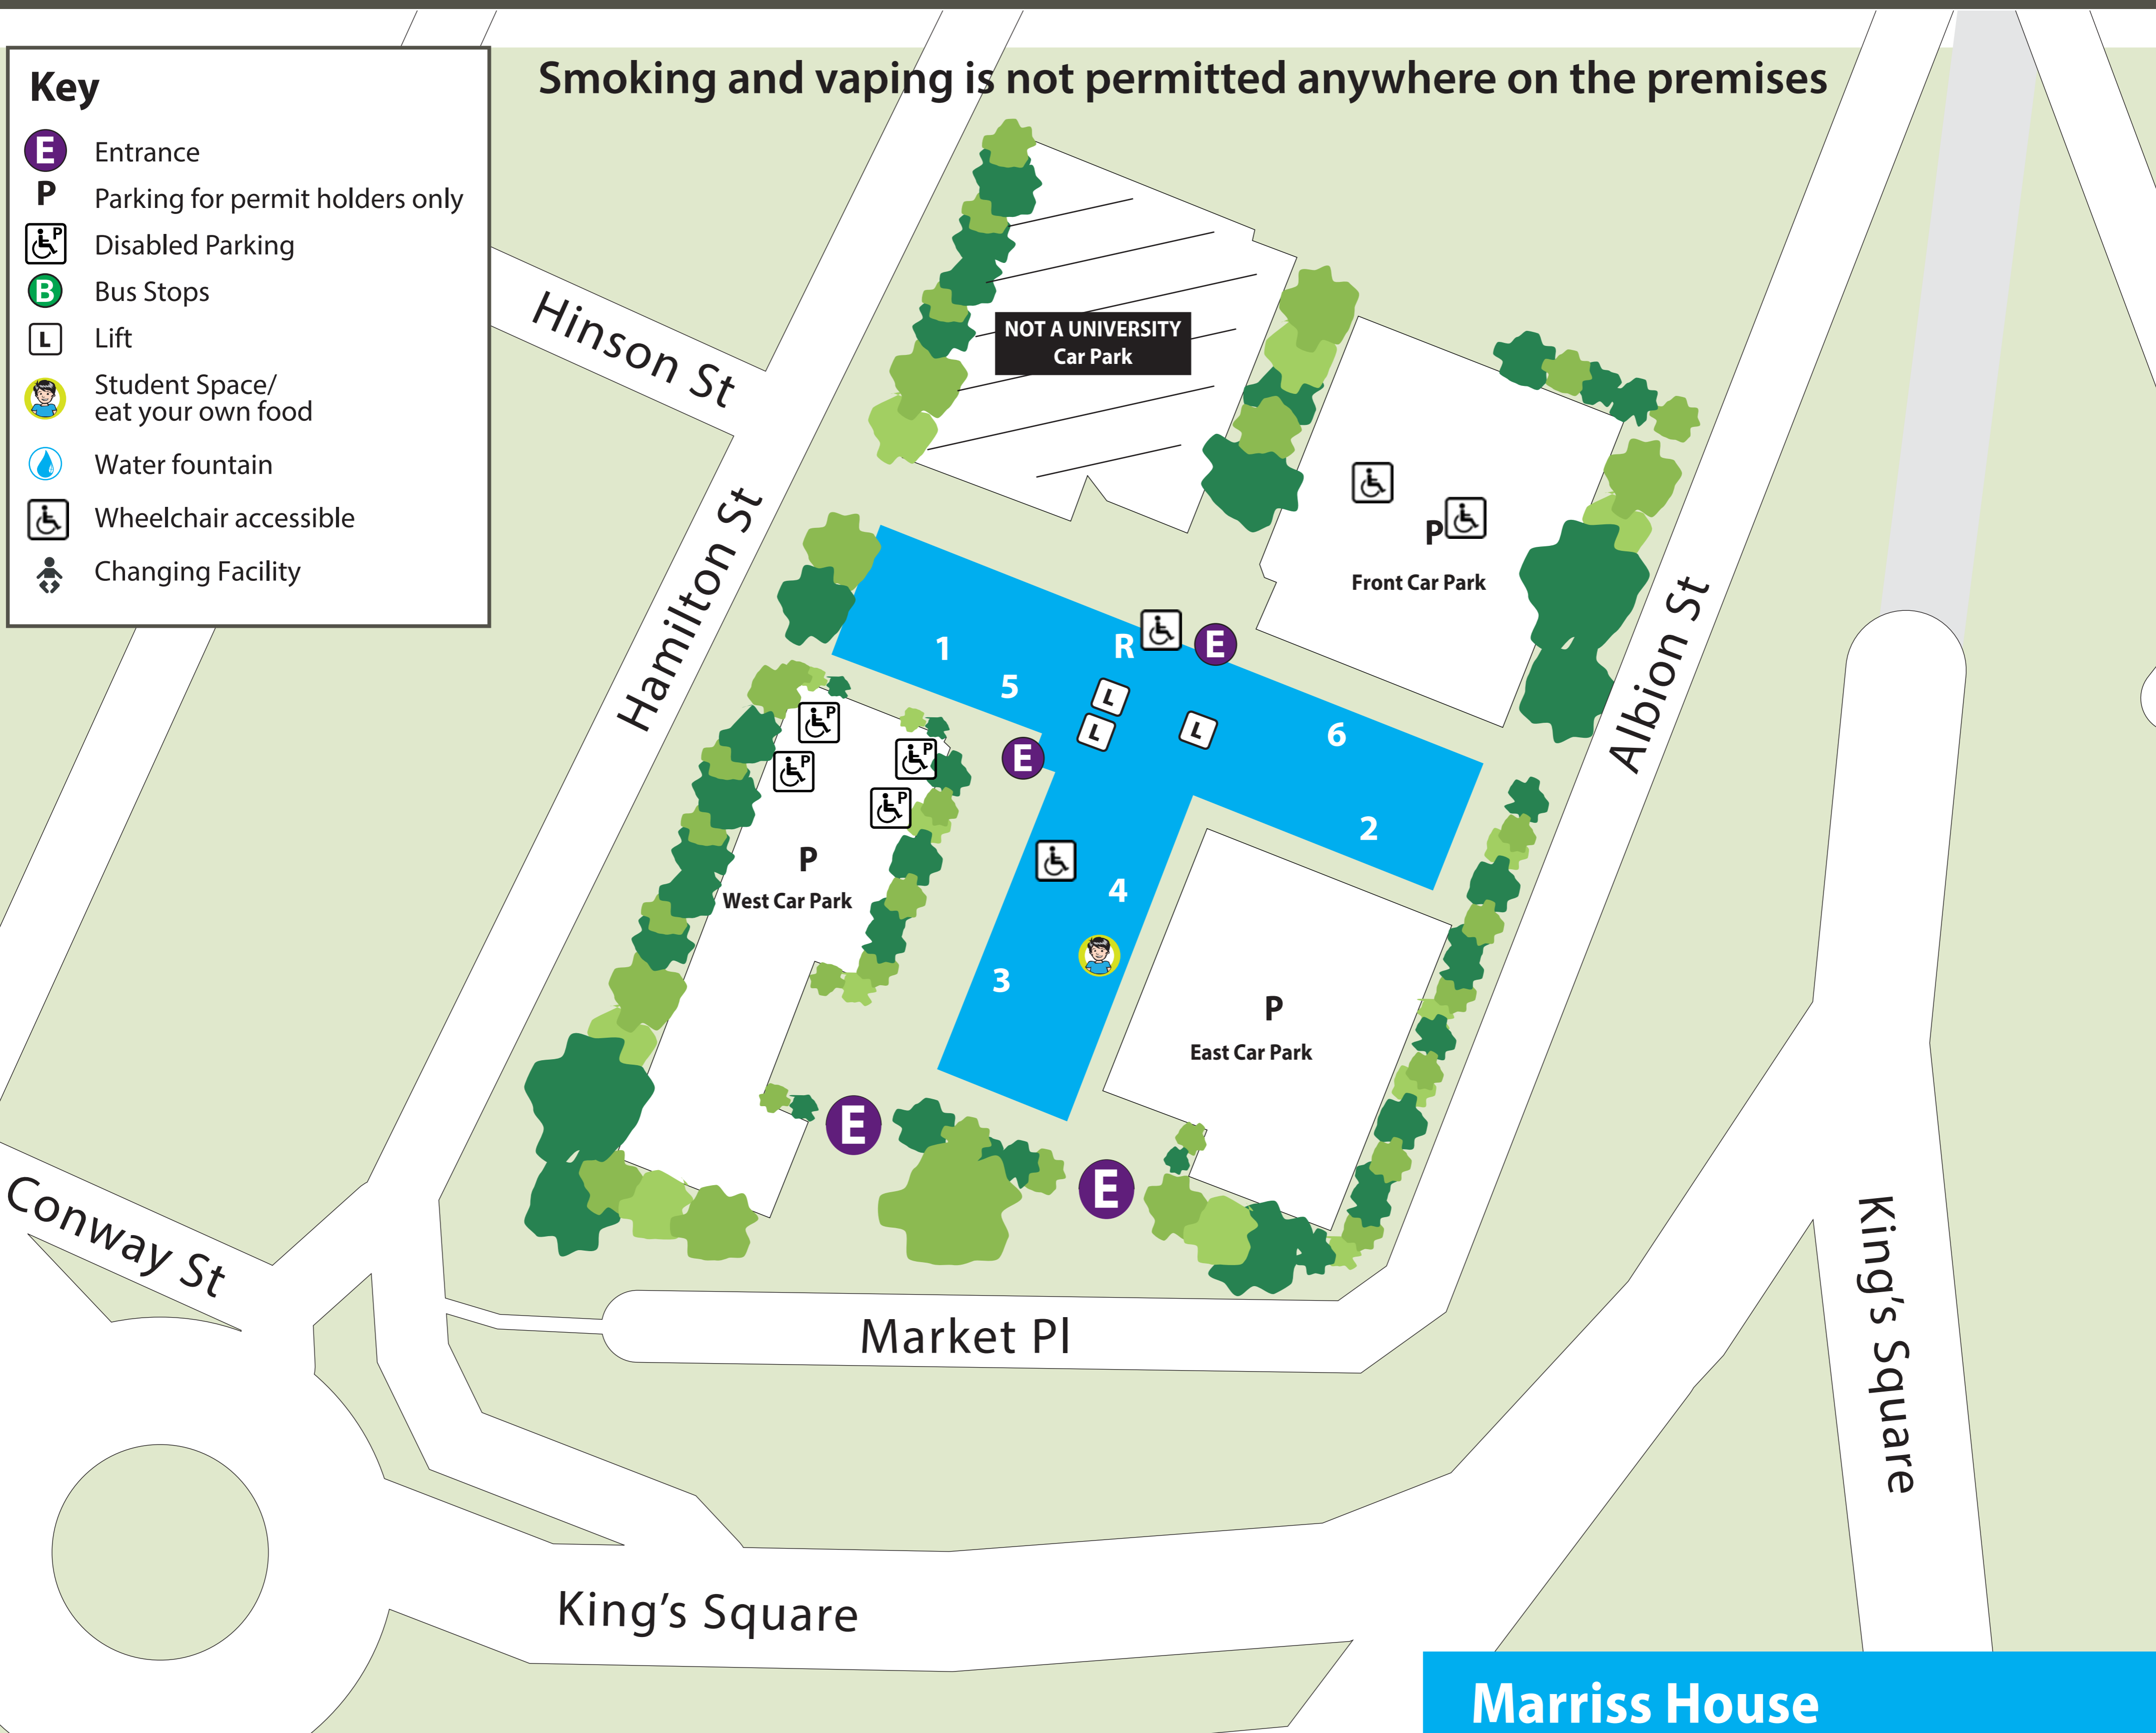 Smoking and vaping is not permitted anywhere on the premises
Key
E Entrance
P Parking for permit holders only
P Disabled Parking
B Bus Stops
L Lift
Student Space/
eat your own food
Water fountain
Wheelchair accessible
Changing Facility
Hinson St
NOT A UNIVERSITY
Car Park
Hamilton St
P
Front Car Park
Albion St
1
R
E
5
L
L
L
6
E
P
P
P
P
2
P
West Car Park
4
3
P
East Car Park
E
E
Conway St
Market Pl
King's Square
King's Square
Marriss House